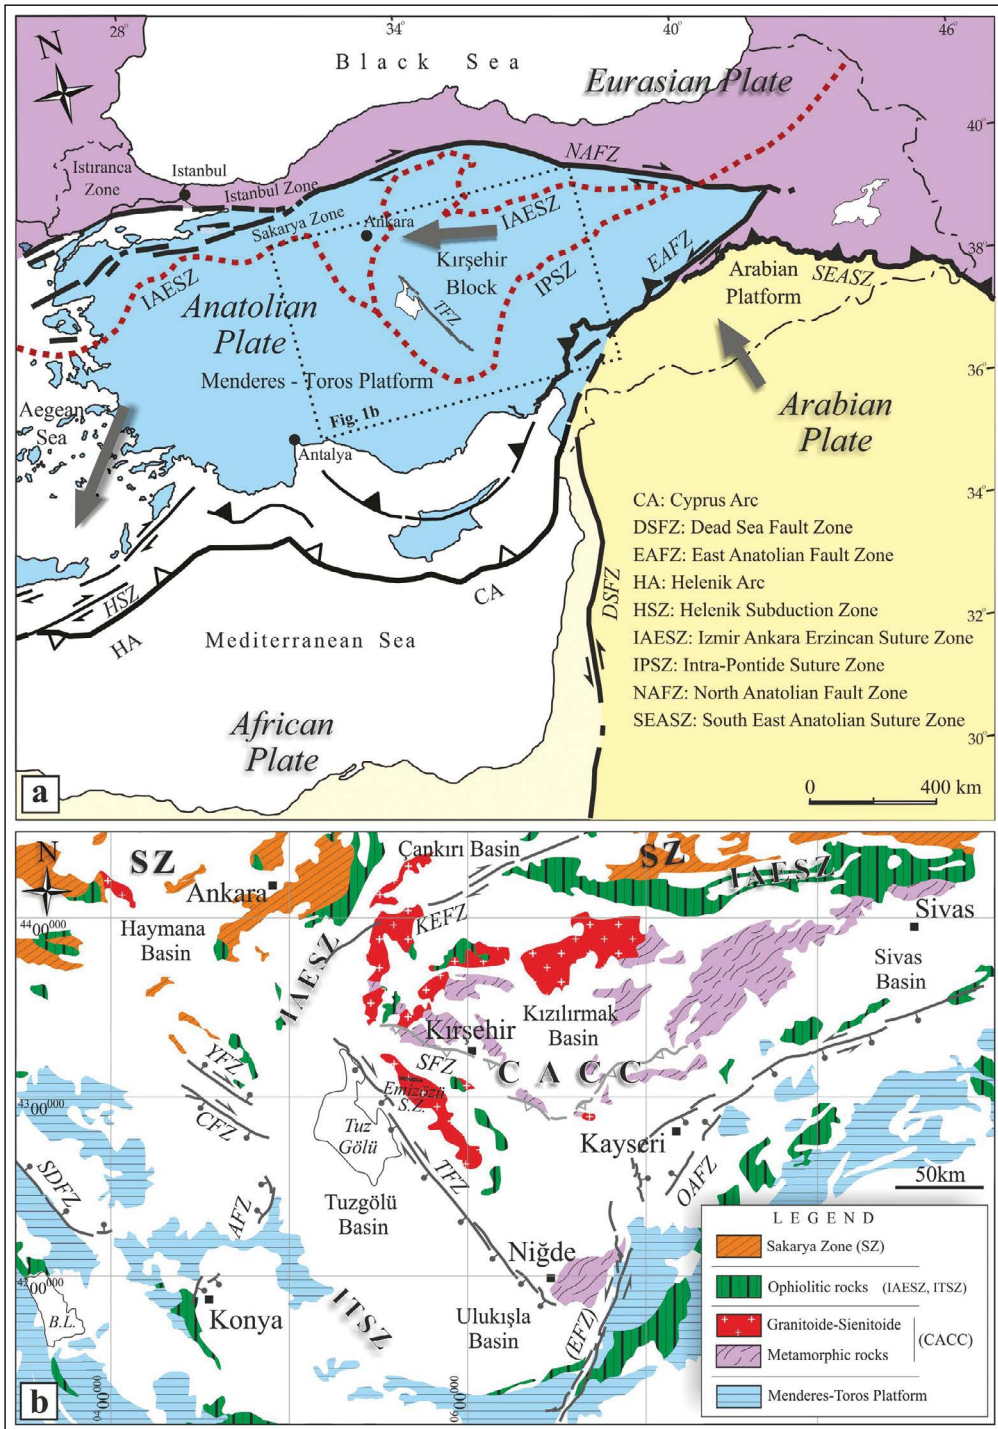 a
N
28°
34
40°
46°
Black Sea
Eurasian Plate
40°
Istıranca
Zone
Istanbul
Istanbul Zone
NAFZ
Sakarya Zone
Ankara
IAESZ
Kırşehir
Block
IAESZ
TFZ
IPSZ
EAFZ
Arabian
Platform
SEASZ
38°
36°
Anatolian
Plate
Menderes - Toros Platform
Fig. 1b
Aegean
Sea
Antalya
Arabian
Plate
34°
CA: Cyprus Arc
DSFZ: Dead Sea Fault Zone
EAFZ: East Anatolian Fault Zone
HA: Helenik Arc
HSZ: Helenik Subduction Zone
IAESZ: Izmir Ankara Erzincan Suture Zone
IPSZ: Intra-Pontide Suture Zone
NAFZ: North Anatolian Fault Zone
SEASZ: South East Anatolian Suture Zone
32°
30°
HSZ
HA
CA
DSFZ
Mediterranean Sea
African
Plate
0 400 km
b
N
SZ
Ankara
Çankırı Basin
SZ
IAESZ
Sivas
4400000
Haymana
Basin
IAESZ
KEFZ
Sivas
Basin
Kırşehir
Kızılırmak
Basin
YFZ
SFZ
CACC
Emizözü
S.Z.
4300000
CFZ
Tuz
Gölü
Kayseri
SDFZ
AFZ
TFZ
OAFZ
50km
Tuzgölü
Basin
Niğde
4200000
B.L.
Konya
ITSZ
Ulukışla
Basin
(EFZ)
0400000
0600000
LEGEND
Sakarya Zone (SZ)
Ophiolitic rocks (IAESZ, ITSZ)
Granitoide-Sienitoide
(CACC)
Metamorphic rocks
Menderes-Toros Platform